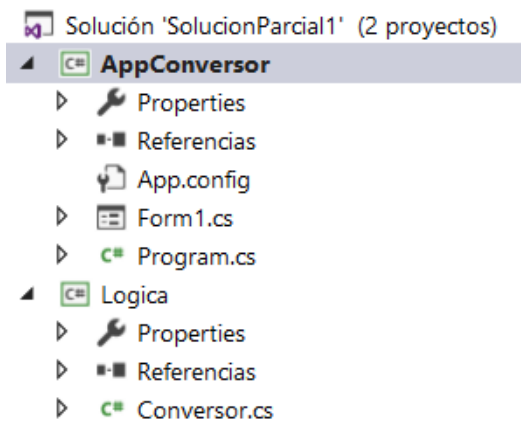 Solución 'SolucionParcial1' (2 proyectos)
C# AppConversor
Properties
Referencias
App.config
Form1.cs
C# Program.cs
C# Logica
Properties
Referencias
C# Conversor.cs